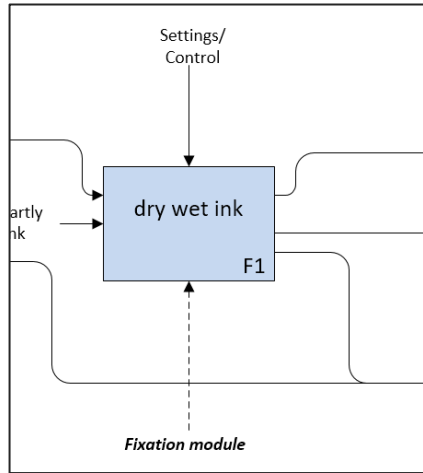 Settings/
Control
dry wet ink
F1
Fixation module